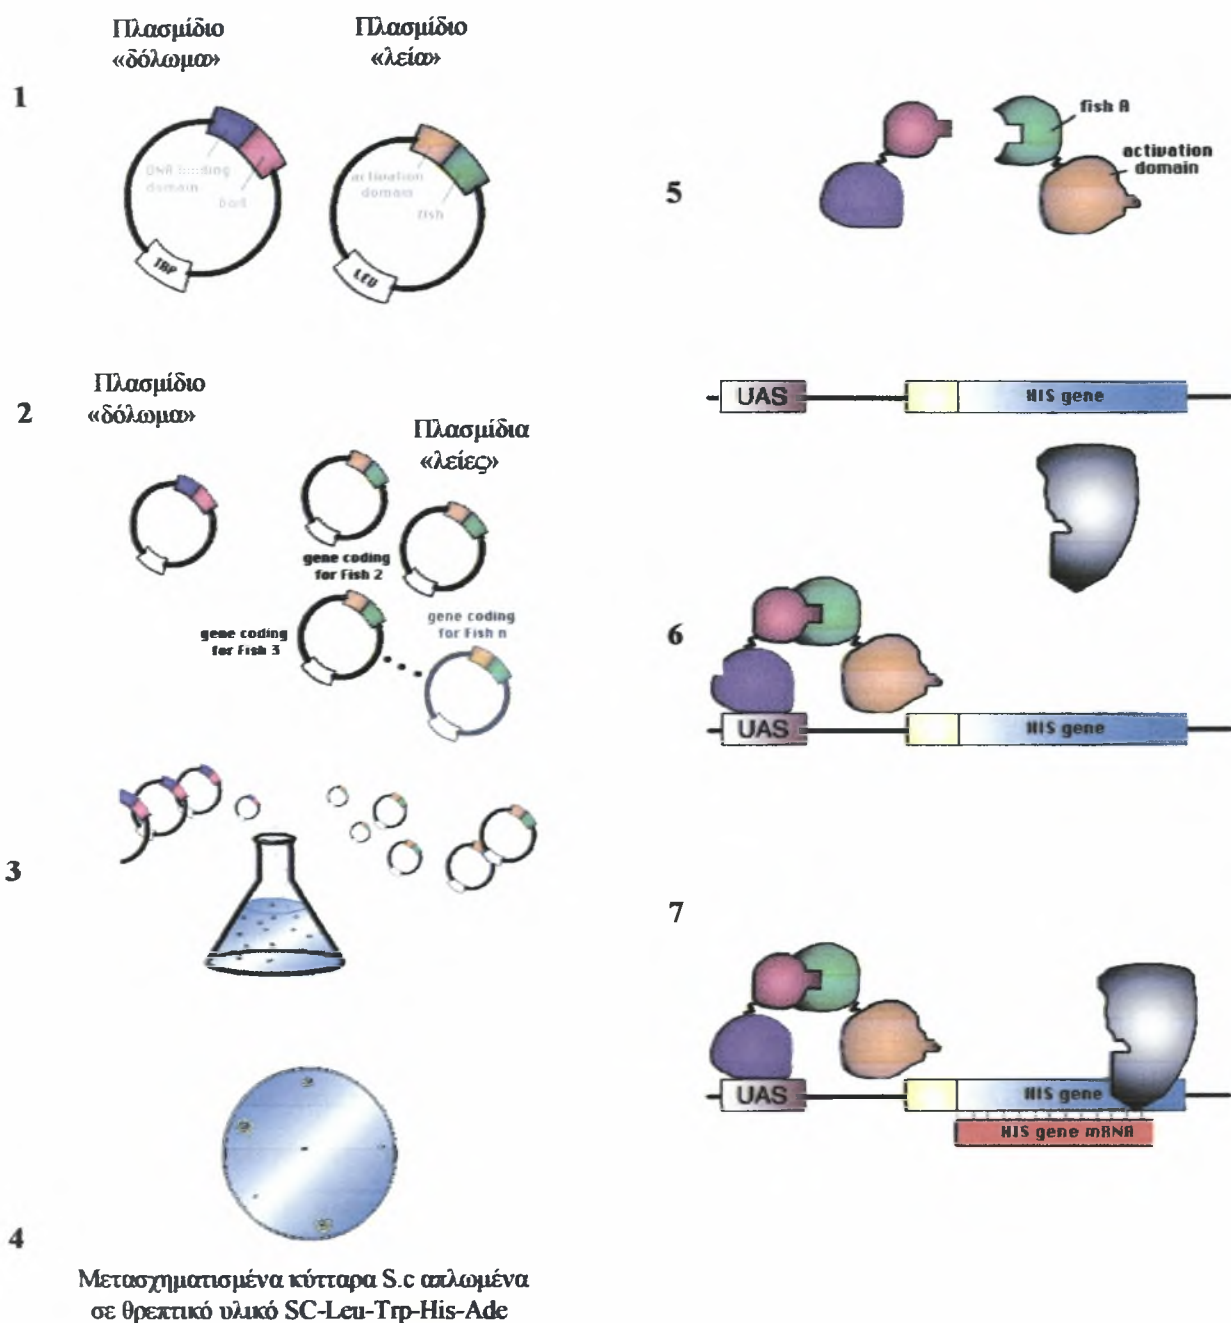 Πλασμίδιο
«δόλωμα»
Πλασμίδιο
«λεία»
1
domain
bait
activation
domain
fish
TRP
LEU
Πλασμίδιο
«δόλωμα»
2
Πλασμίδια
«λείες»
gene coding
for Fish 2
gene coding
for Fish 3
gene coding
for Fish n
3
4
Μετασχηματισμένα κύτταρα S.c απλωμένα
σε θρεπτικό υλικό SC-Leu-Trp-His-Ade
5
fish A
activation
domain
UAS
HIS gene
6
UAS
HIS gene
7
UAS
HIS gene
HIS gene mRNA